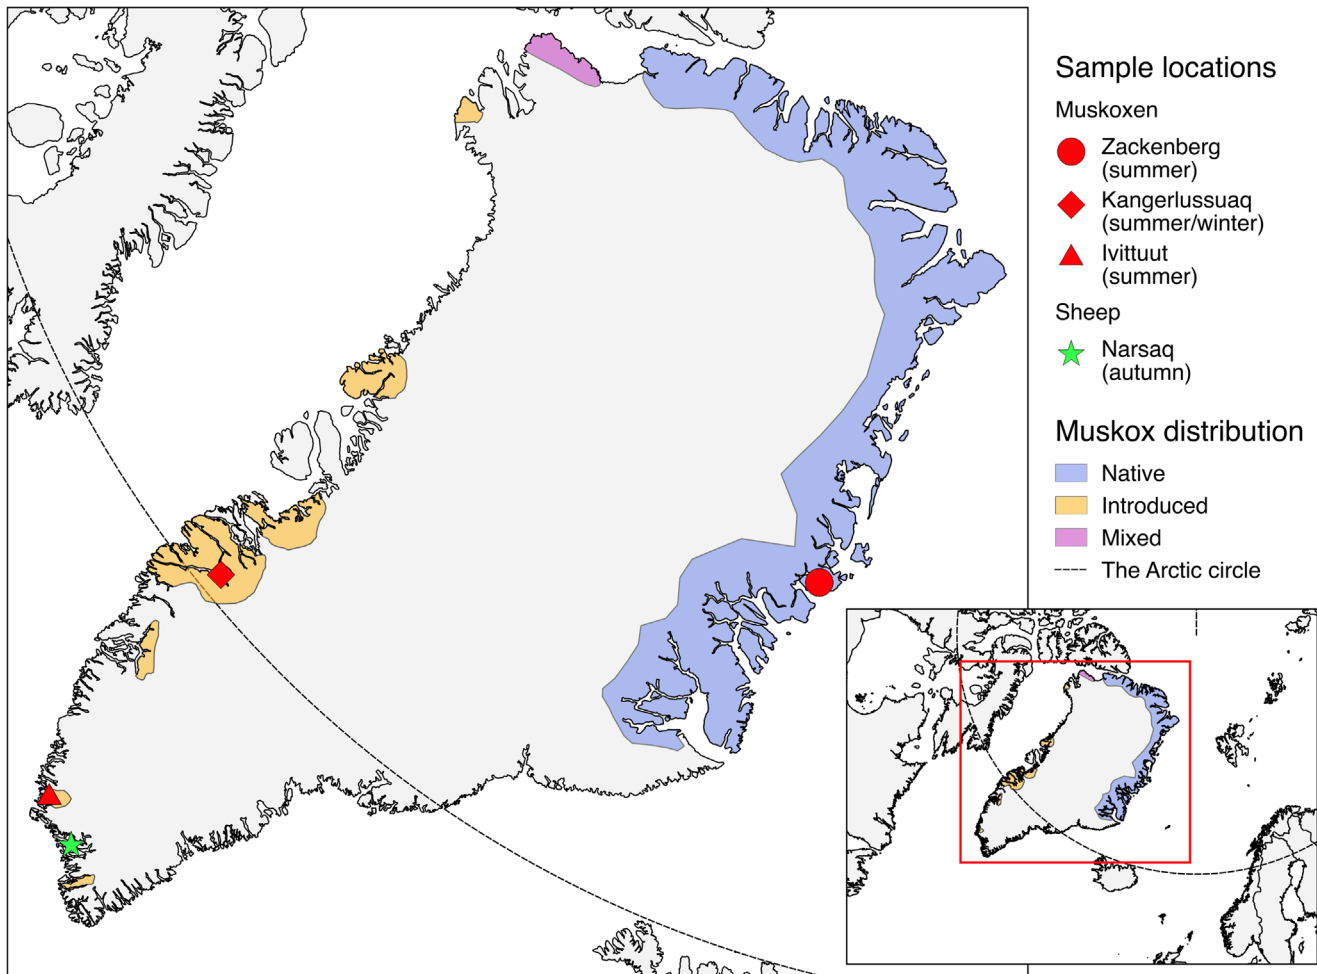 Sample locations
Muskoxen
Zackenberg
(summer)
Kangerlussuaq
(summer/winter)
Ivittuut
(summer)
Sheep
Narsaq
(autumn)
Muskox distribution
Native
Introduced
Mixed
The Arctic circle